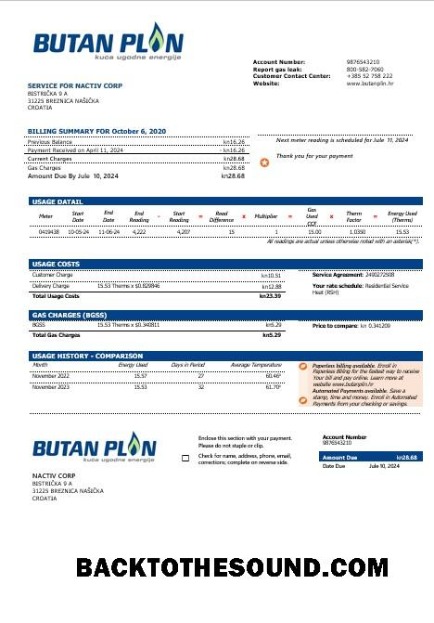 BUTAN PLIN
kuće ugodne energije
Account Number: 9876543210
Report gas leak: 800-582-7060
Customer Contact Center: +385 52 758 222
Website: www.butanplin.hr
SERVICE FOR NACTIV CORP
BISTRIČKA 9 A
31225 BREZNICA NAŠIČKA
CROATIA
BILLING SUMMARY FOR October 6, 2020
Previous Balance kn16.26
Payment Received on April 11, 2024 -kn16.26
Current Charges kn28.68
Gas Charges kn28.68
Amount Due By Jule 10, 2024 kn28.68
Next meter reading is scheduled for Jule 11, 2024
Thank you for your payment
USAGE DATAIL
Meter Start Date End Date End Reading - Start Reading = Read Difference x Multiplier = Gas Used CCF x Therm Factor = Energy Used (Therms)
0419438 10-05-24 11-06-24 4,222 4,207 15 1 15.00 1.0350 15.53
All readings are actual unless otherwise noted with an asterisk(*).
USAGE COSTS
Customer Charge kn10.51
Delivery Charge 15.53 Therms x $0.829846 kn12.88
Total Usage Costs kn23.39
Service Agreement: 2490272508
Your rate schedule: Residential Service
Heat (RSH)
GAS CHARGES (BGSS)
BGSS 15.53 Therms x $0.340811 kn5.29
Total Gas Charges kn5.29
Price to compare: kn 0.341209
USAGE HISTORY - COMPARISON
Month Energy Used Days in Period Average Temperature
November 2022 15.57 27 60.46°
November 2023 15.53 32 61.70°
Paperless billing available. Enroll in
Paperless Billing for the fastest way to receive
Your bill and pay online. Learn more at
website www.butanplin.hr
Automated Payments available. Save a
stamp, time and money. Enroll in Automated
Payments from your checking or savings.
BUTAN PLIN
kuće ugodne energije
Enclose this section with your payment.
Please do not staple or clip.
Check for name, address, phone, email,
corrections, complete on reverse side.
Account Number
9876543210
Amount Due kn28.68
Date Due Jule 10, 2024
NACTIV CORP
BISTRIČKA 9 A
31225 BREZNICA NAŠIČKA
CROATIA
BACKTOTHESOUND.COM